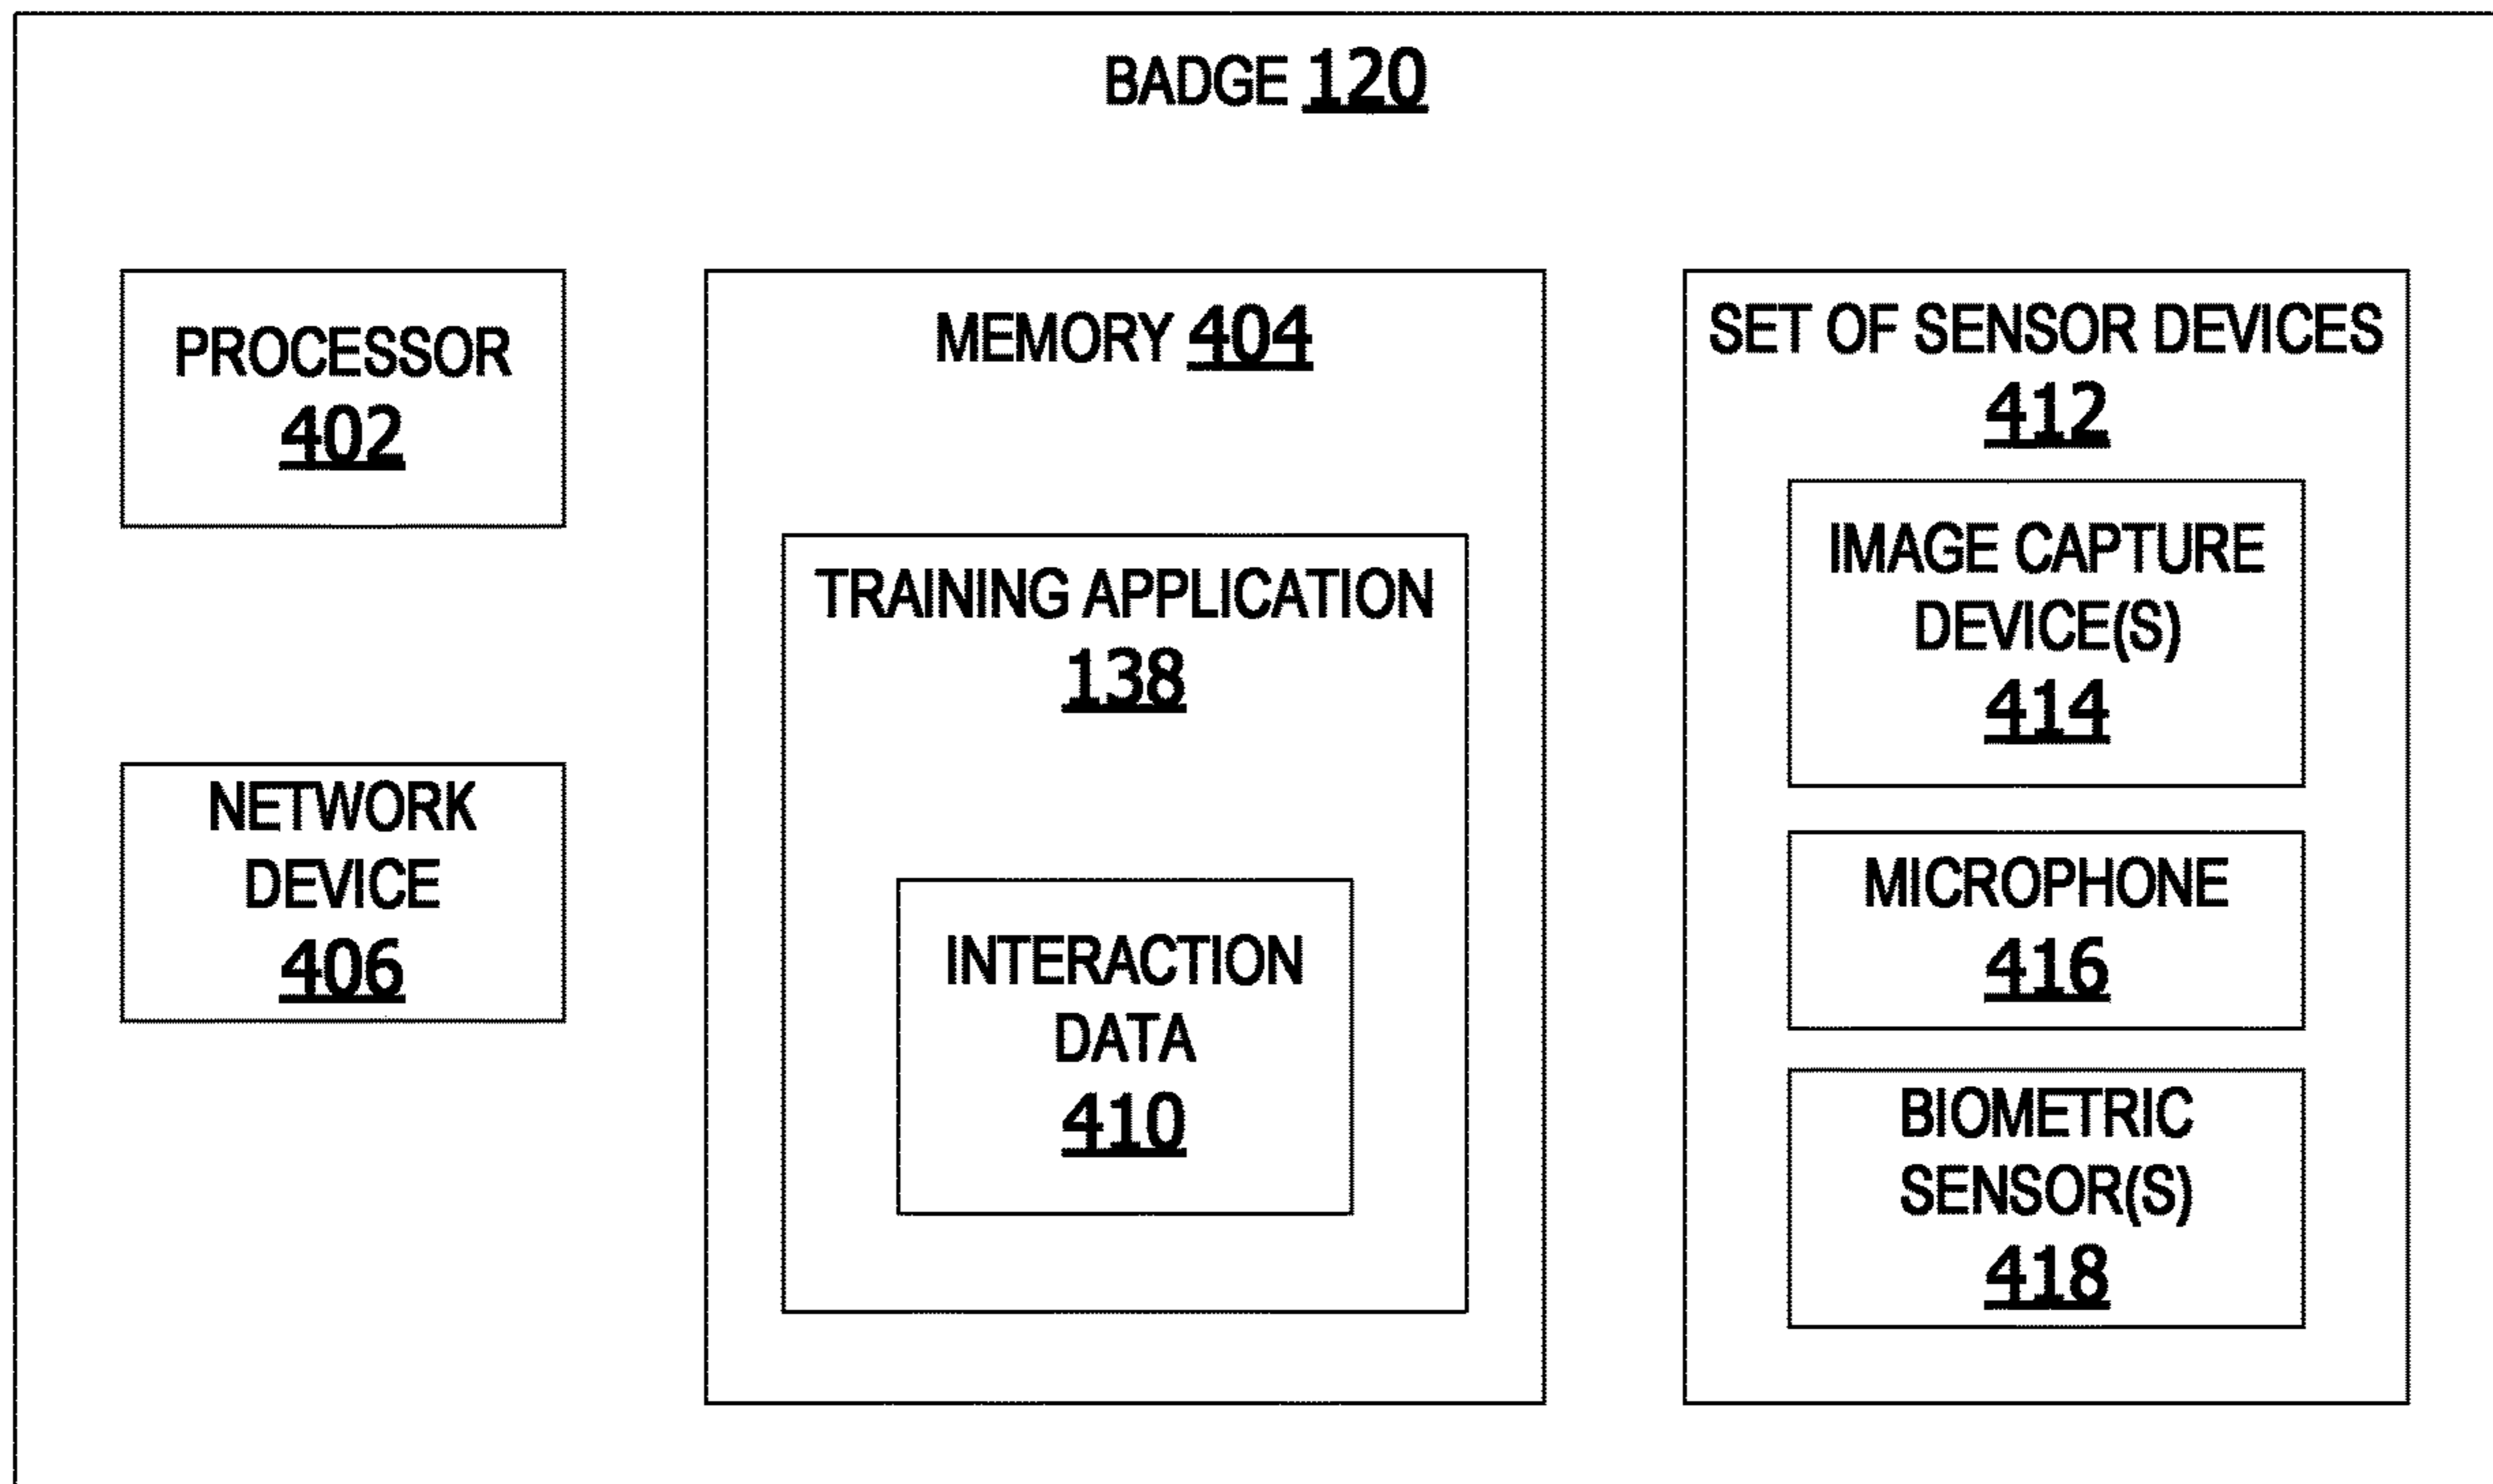 BADGE 120
PROCESSOR
402
NETWORK
DEVICE
406
MEMORY 404
TRAINING APPLICATION
138
INTERACTION
DATA
410
SET OF SENSOR DEVICES
412
IMAGE CAPTURE
DEVICE(S)
414
MICROPHONE
416
BIOMETRIC
SENSOR(S)
418